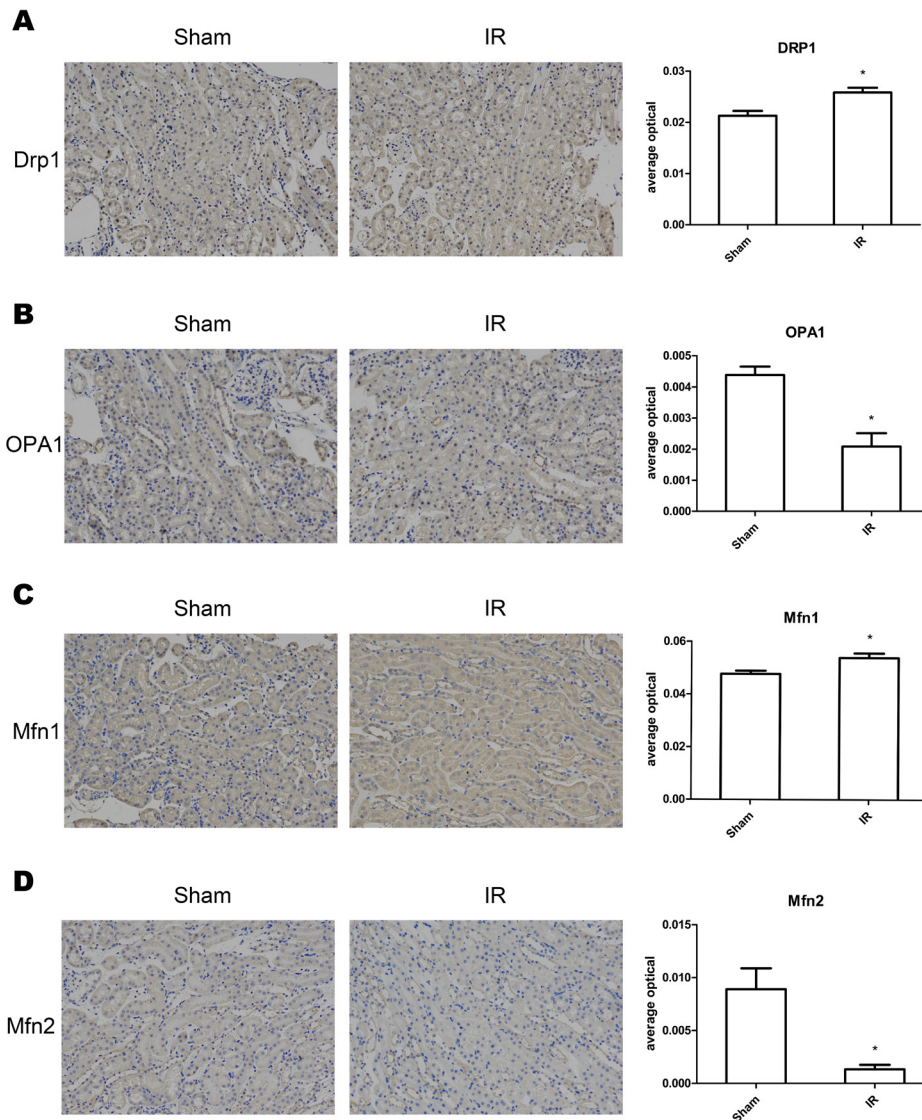 A
Sham IR
Drp1
DRP1
average optical
0.03
0.02
0.01
0.00
*
Sham IR
B
Sham IR
OPA1
OPA1
average optical
0.005
0.004
0.003
0.002
0.001
0.000
*
Sham IR
C
Sham IR
Mfn1
Mfn1
average optical
0.06
0.04
0.02
0.00
*
Sham IR
D
Sham IR
Mfn2
Mfn2
average optical
0.015
0.010
0.005
0.000
*
Sham IR